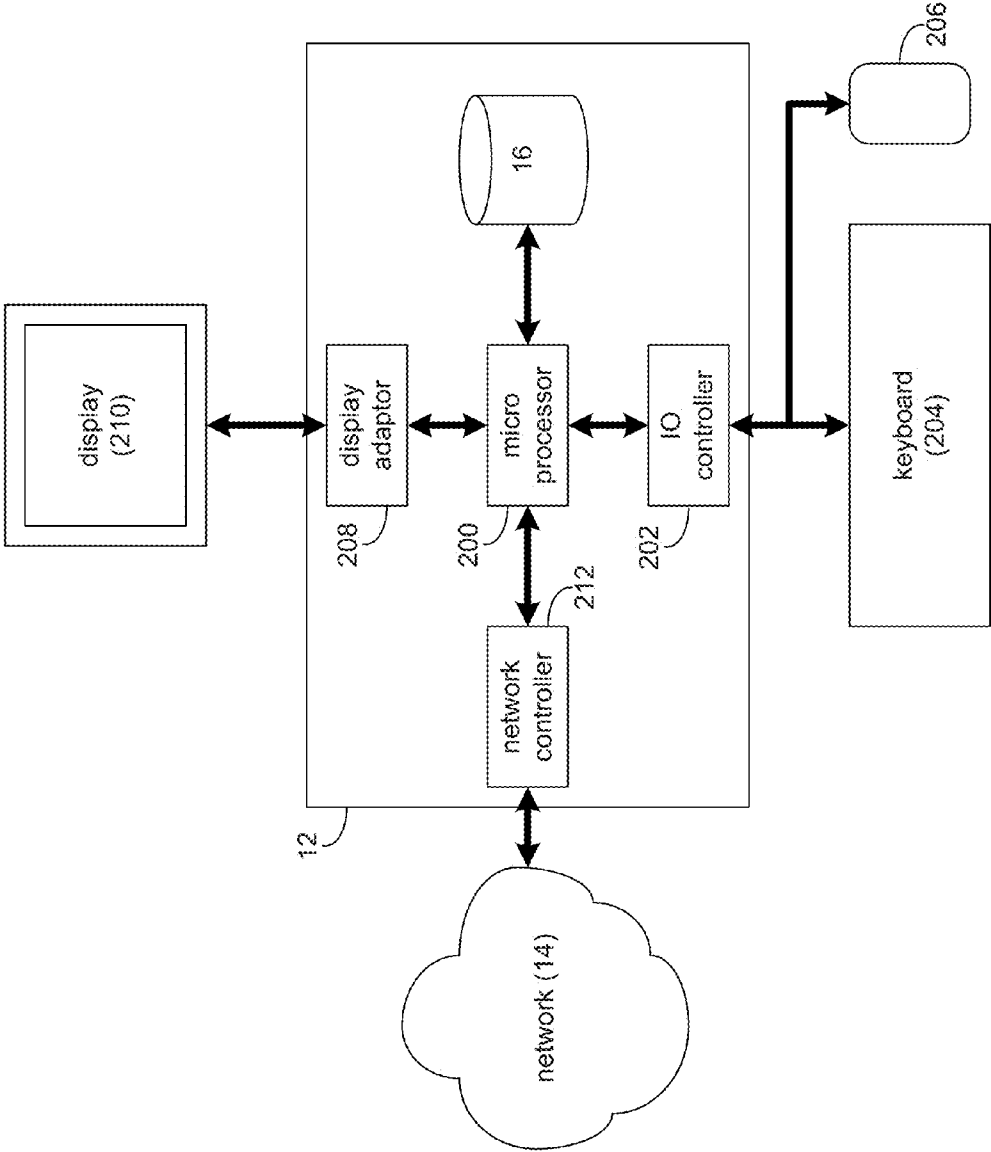 display
(210)
206
16
display
adaptor
micro
processor
IO
controller
208
200
202
keyboard
(204)
212
network
controller
12
network (14)